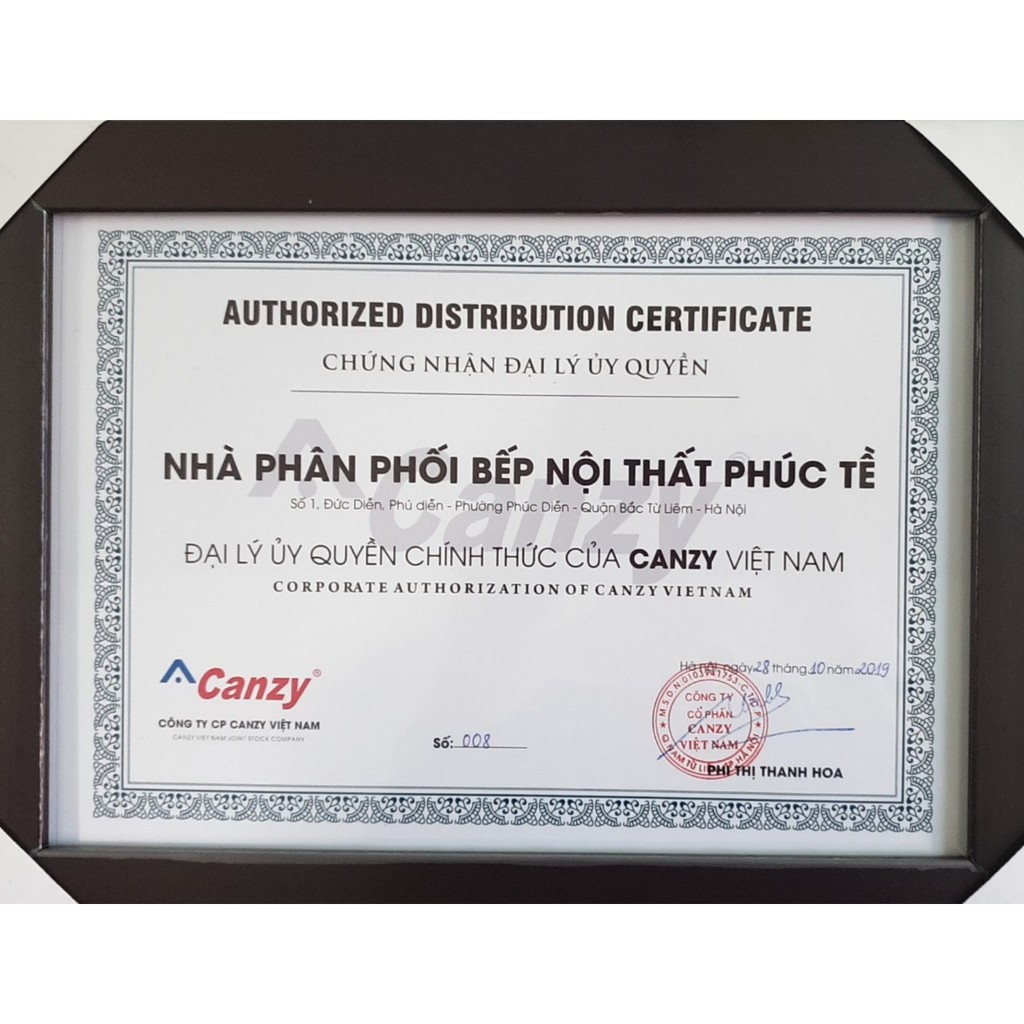 AUTHORIZED DISTRIBUTION CERTIFICATE
CHỨNG NHẬN ĐẠI LÝ ỦY QUYỀN
NHÀ PHÂN PHỐI BẾP NỘI THẤT PHÚC TỀ
Số 1, Đức Diễn, Phú diễn - Phường Phúc Diễn - Quận Bắc Từ Liêm - Hà Nội
ĐẠI LÝ ỦY QUYỀN CHÍNH THỨC CỦA CANZY VIỆT NAM
CORPORATE AUTHORIZATION OF CANZY VIETNAM
Hà nội, ngày 28 tháng 10 năm 2019
Canzy®
CÔNG TY CP CANZY VIỆT NAM
CANZY VIET NAM JOINT STOCK COMPANY
Số: 008
CÔNG TY
CỔ PHẦN
CANZY
VIỆT NAM
PHÍ THỊ THANH HOA
Canzy